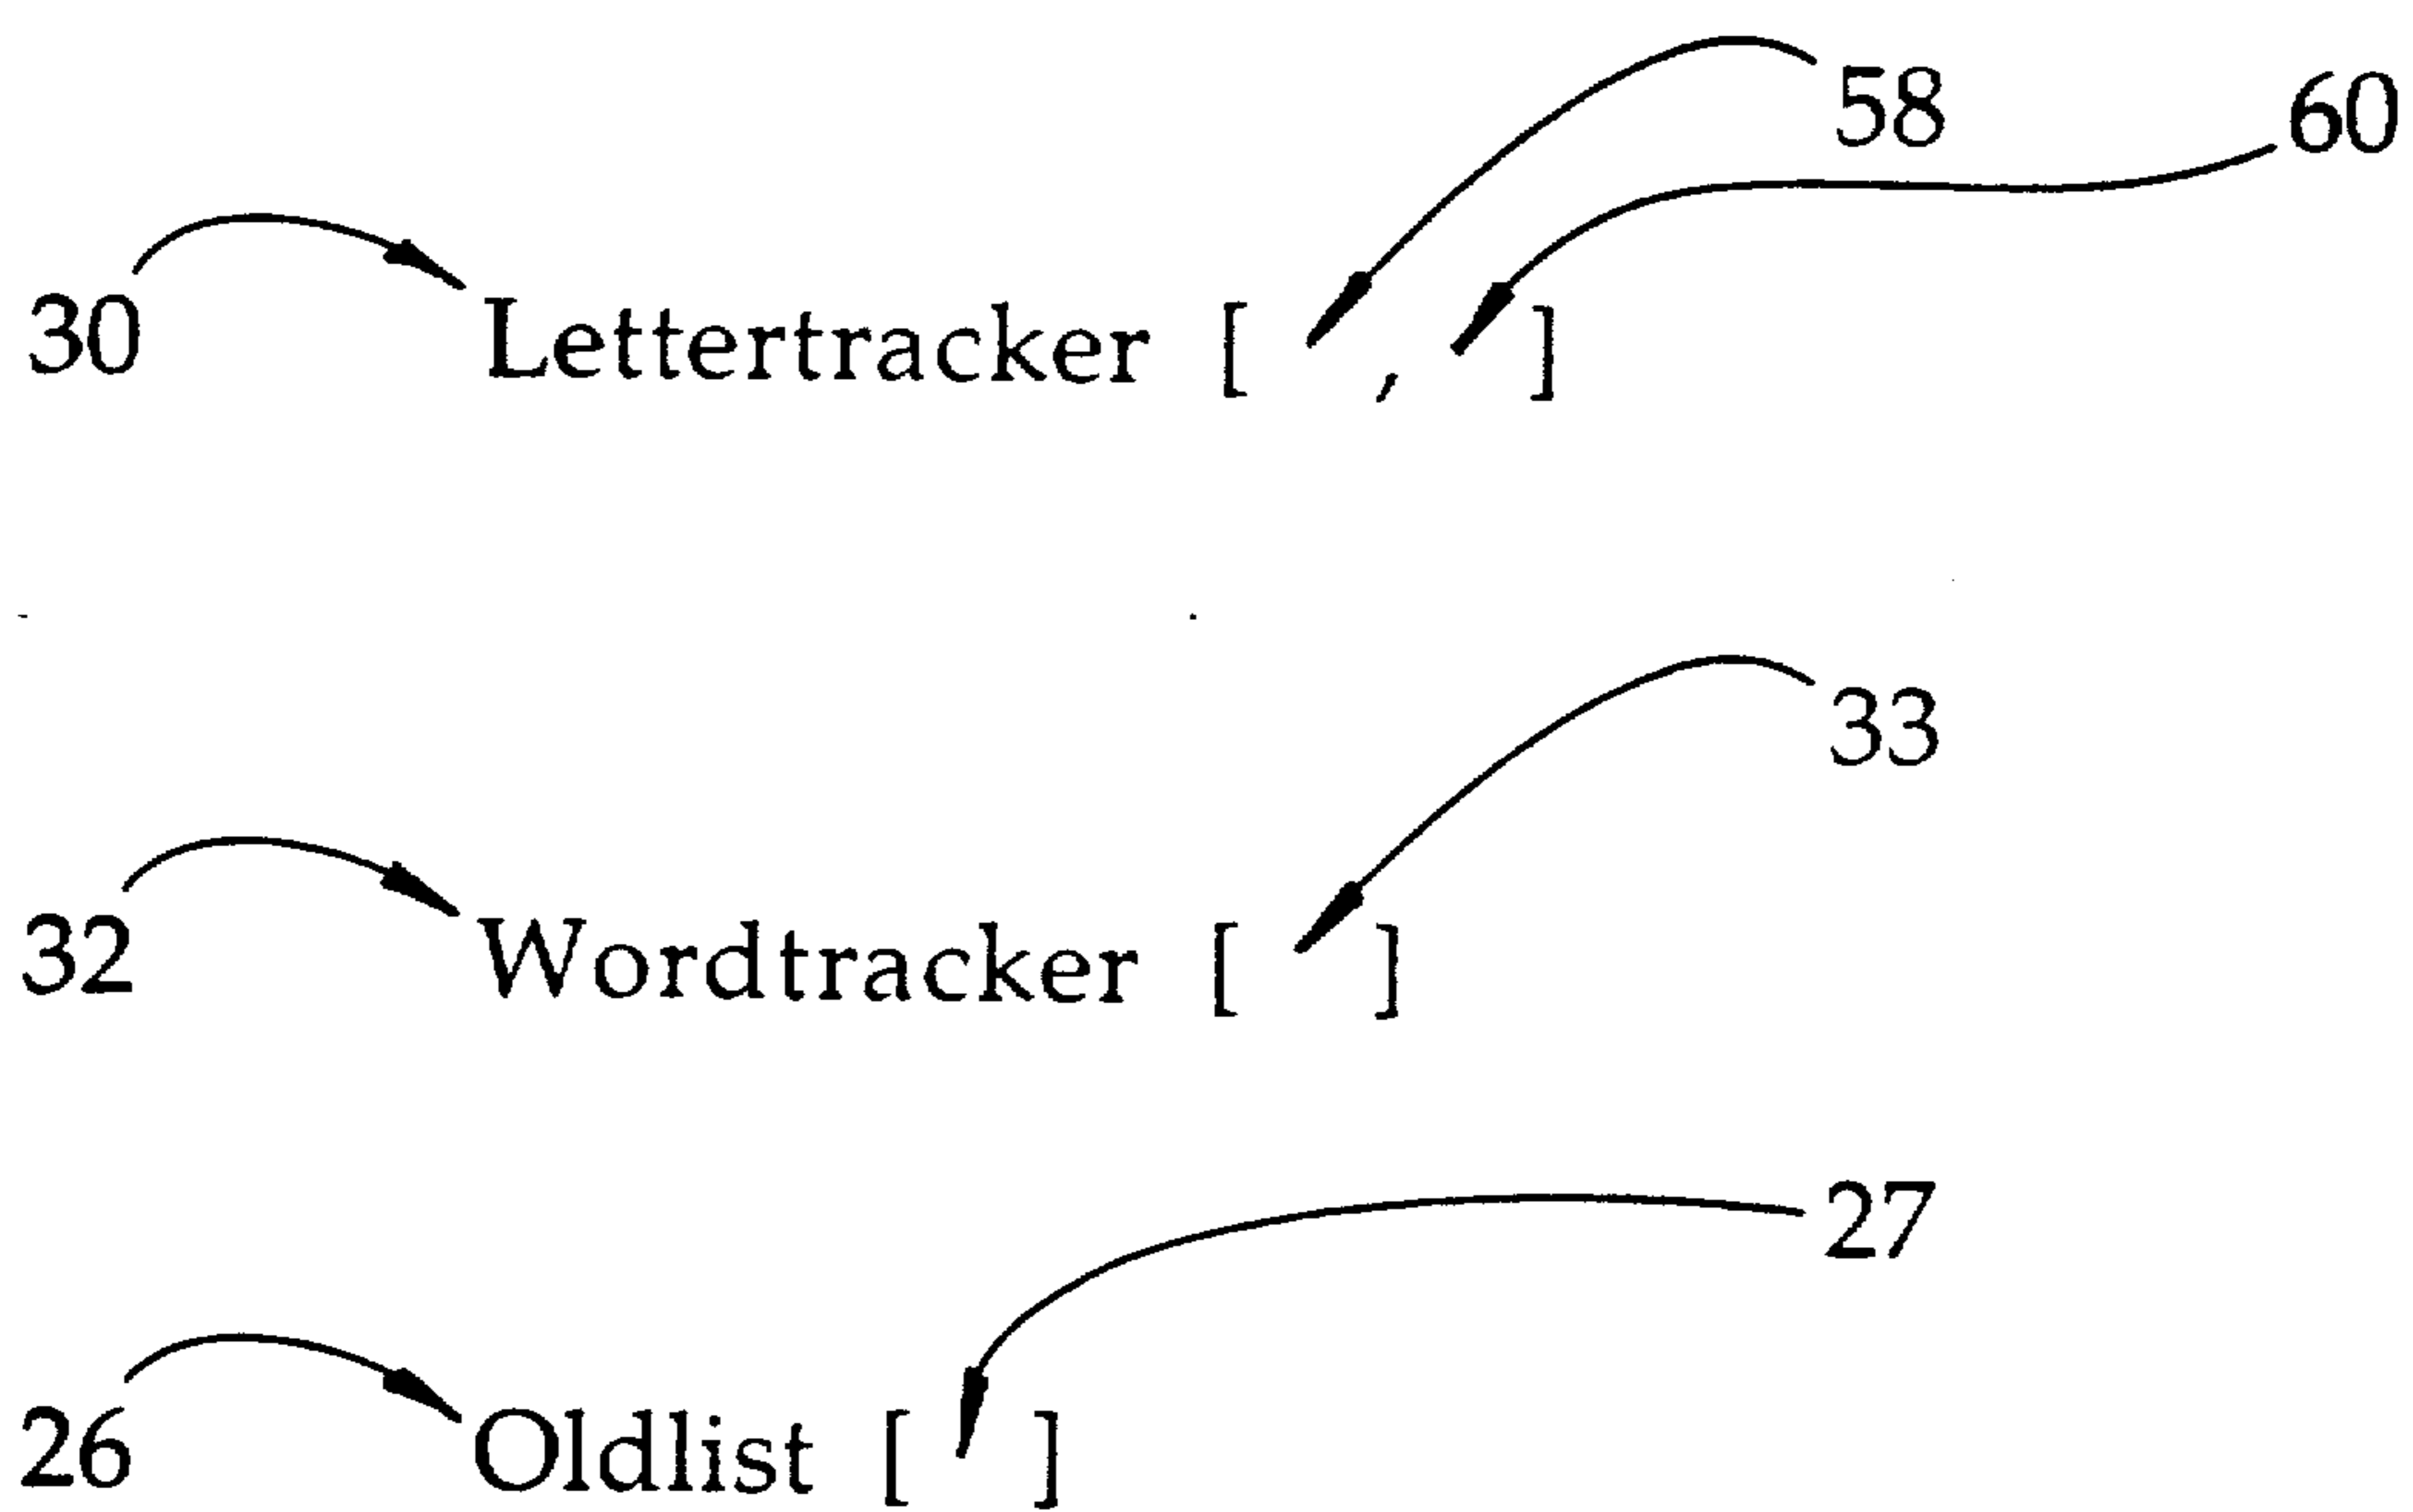 58
60
30 Lettertracker [ , ]
33
32 Wordtracker [ ]
27
26 Oldlist [ ]